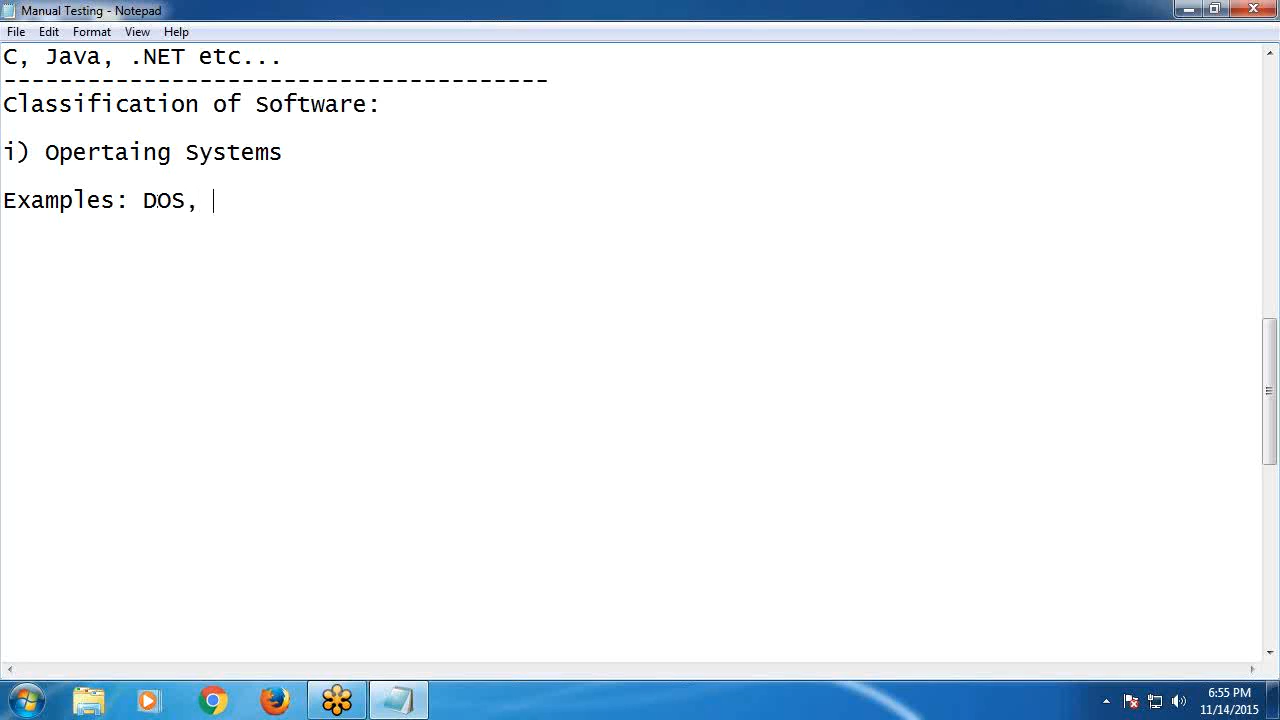 Manual Testing - Notepad
File Edit Format View Help
C, Java, .NET etc...
---------------------------------------
Classification of Software:
i) Opertaing Systems
Examples: DOS,
6:55 PM
11/14/2015